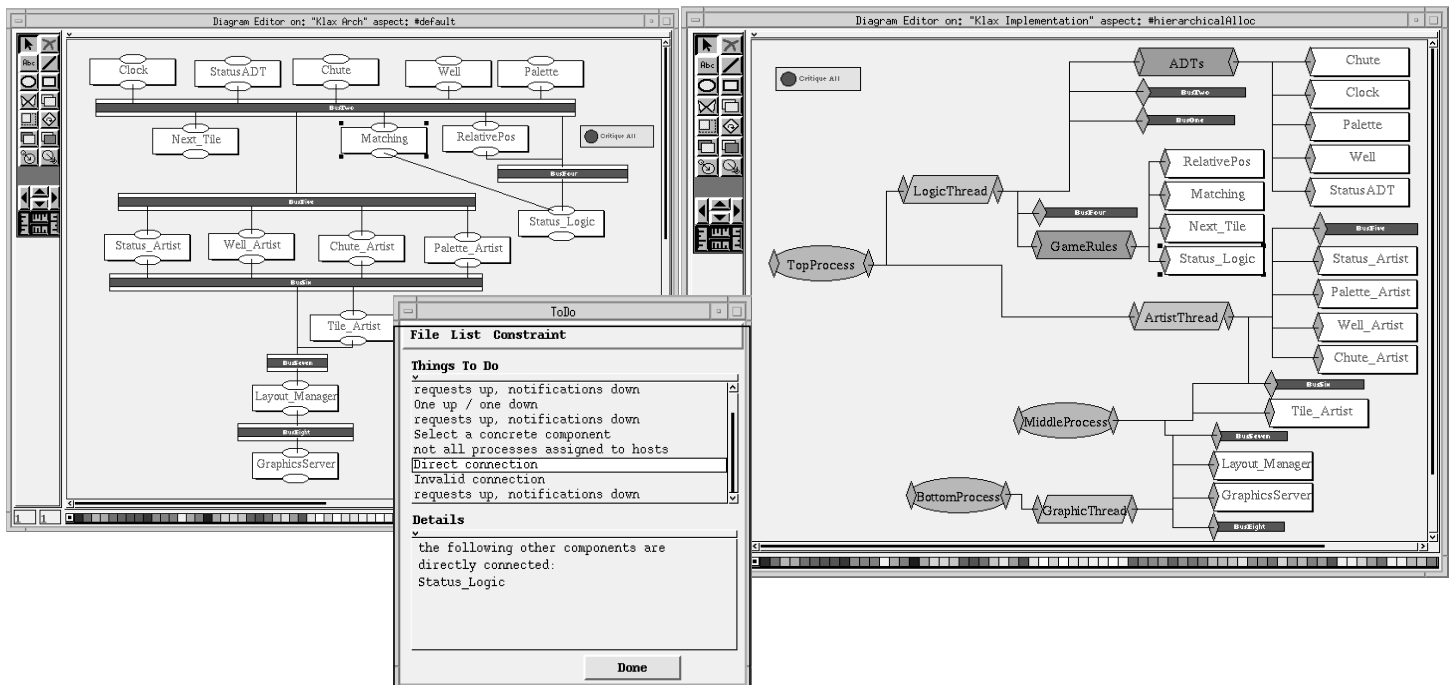 Diagram Editor on: "Klax Arch" aspect: #default
Abc
Clock
StatusADT
Chute
Well
Palette
BusTwo
Next_Tile
Matching
RelativePos
Critique All
BusFour
BusFive
Status_Logic
Status_Artist
Well_Artist
Chute_Artist
Palette_Artist
BusSix
Tile_Artist
BusSeven
Layout_Manager
BusEight
GraphicsServer
1 1
Diagram Editor on: "Klax Implementation" aspect: #hierarchicalAlloc
Abc
Critique All
ADTs
Chute
BusTwo
Clock
BusOne
Palette
Well
StatusADT
RelativePos
LogicThread
Matching
BusFour
Next_Tile
BusFive
GameRules
Status_Logic
Status_Artist
TopProcess
Palette_Artist
ArtistThread
Well_Artist
Chute_Artist
BusSix
MiddleProcess
Tile_Artist
BusSeven
Layout_Manager
BottomProcess
GraphicsServer
GraphicThread
BusEight
ToDo
File List Constraint
Things To Do
requests up, notifications down
One up / one down
requests up, notifications down
Select a concrete component
not all processes assigned to hosts
Direct connection
Invalid connection
requests up, notifications down
Details
the following other components are
directly connected:
Status_Logic
Done